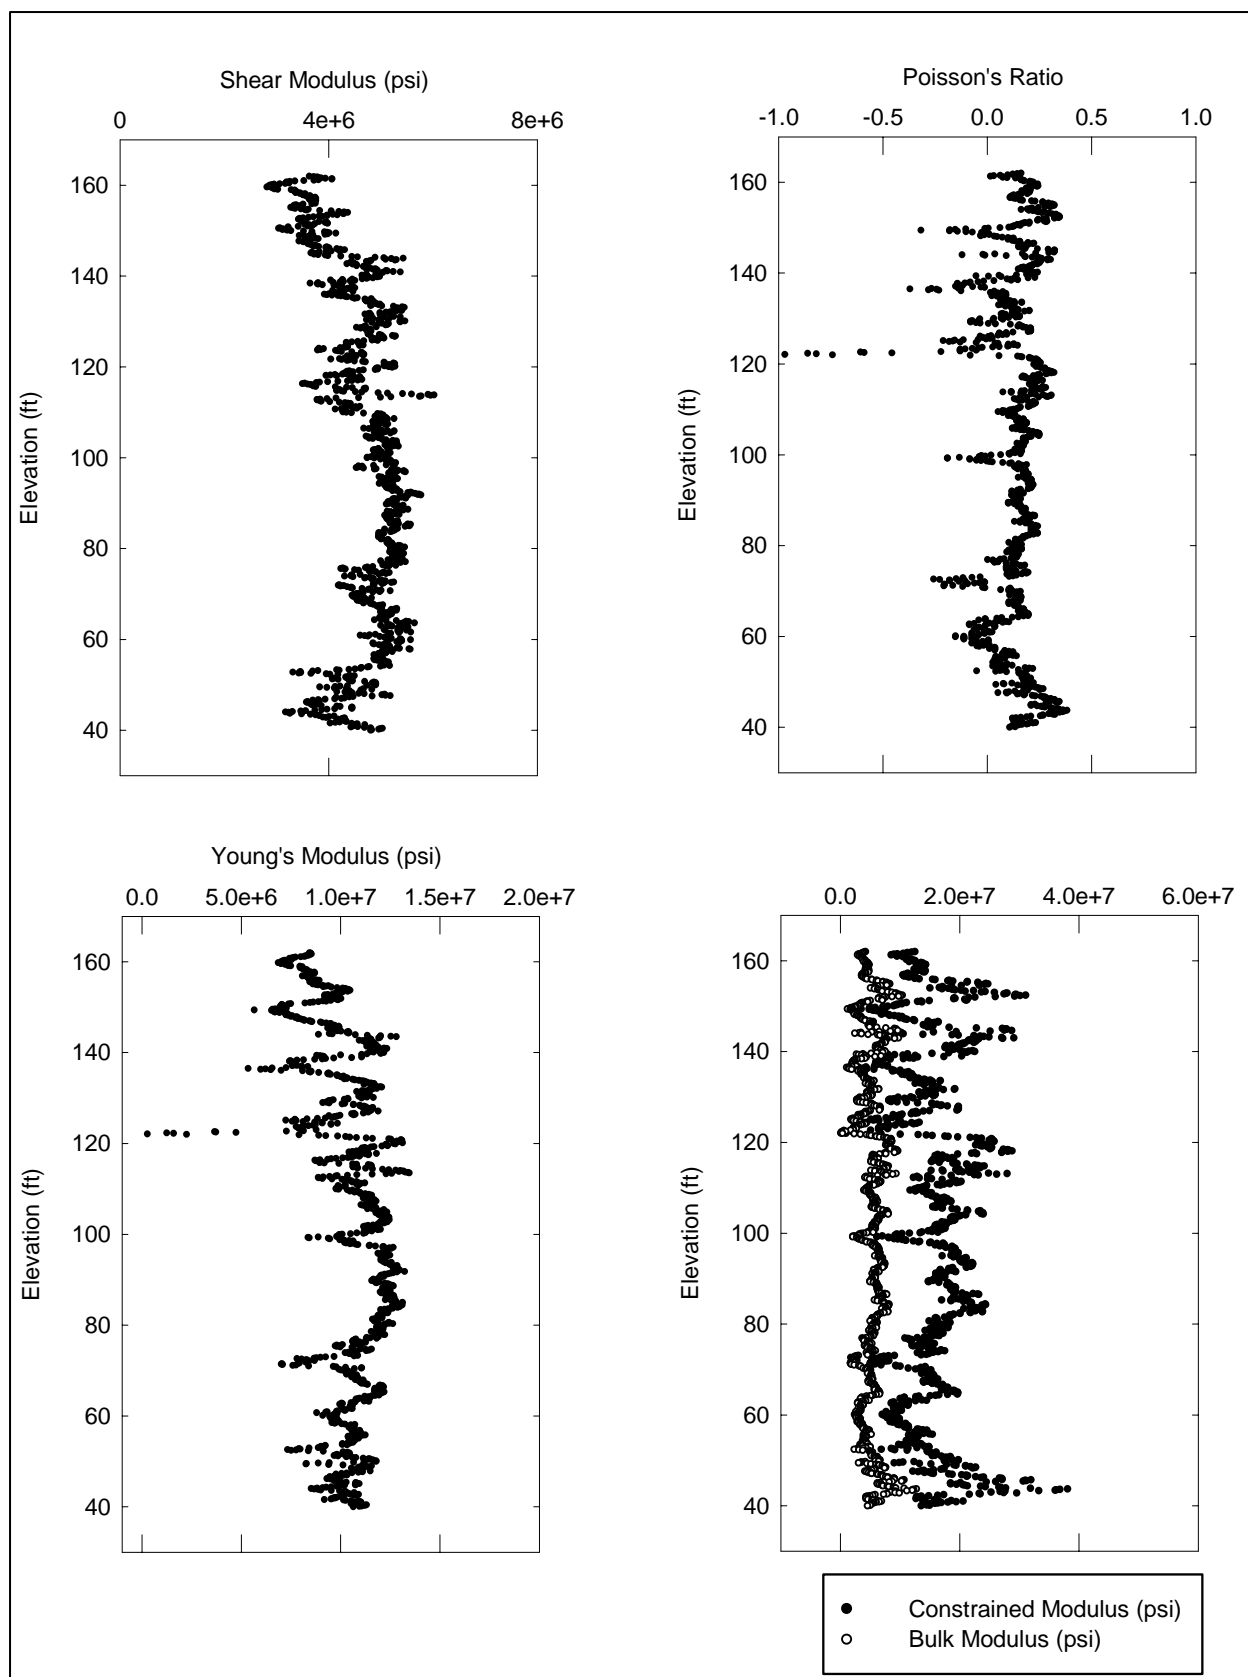 Shear Modulus (psi)
0 4e+6 8e+6
Elevation (ft)
160
140
120
100
80
60
40
Poisson's Ratio
-1.0 -0.5 0.0 0.5 1.0
Elevation (ft)
160
140
120
100
80
60
40
Young's Modulus (psi)
0.0 5.0e+6 1.0e+7 1.5e+7 2.0e+7
Elevation (ft)
160
140
120
100
80
60
40
0.0 2.0e+7 4.0e+7 6.0e+7
Elevation (ft)
160
140
120
100
80
60
40
Constrained Modulus (psi)
Bulk Modulus (psi)